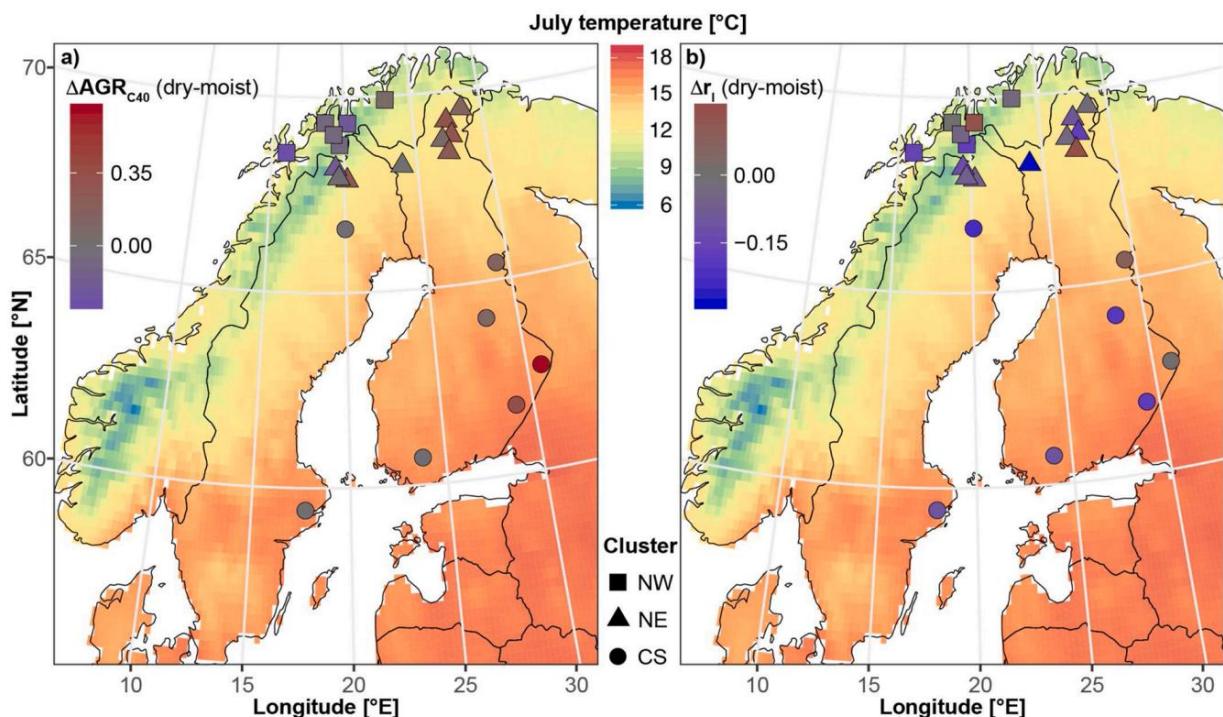 July temperature [°C]
a)
ΔAGR_C40 (dry-moist)
0.35
0.00
18
15
12
9
6
b)
Δr_I (dry-moist)
0.00
−0.15
70
65
60
Latitude [°N]
Cluster
NW
NE
CS
10 15 20 25 30
10 15 20 25 30
Longitude [°E]
Longitude [°E]